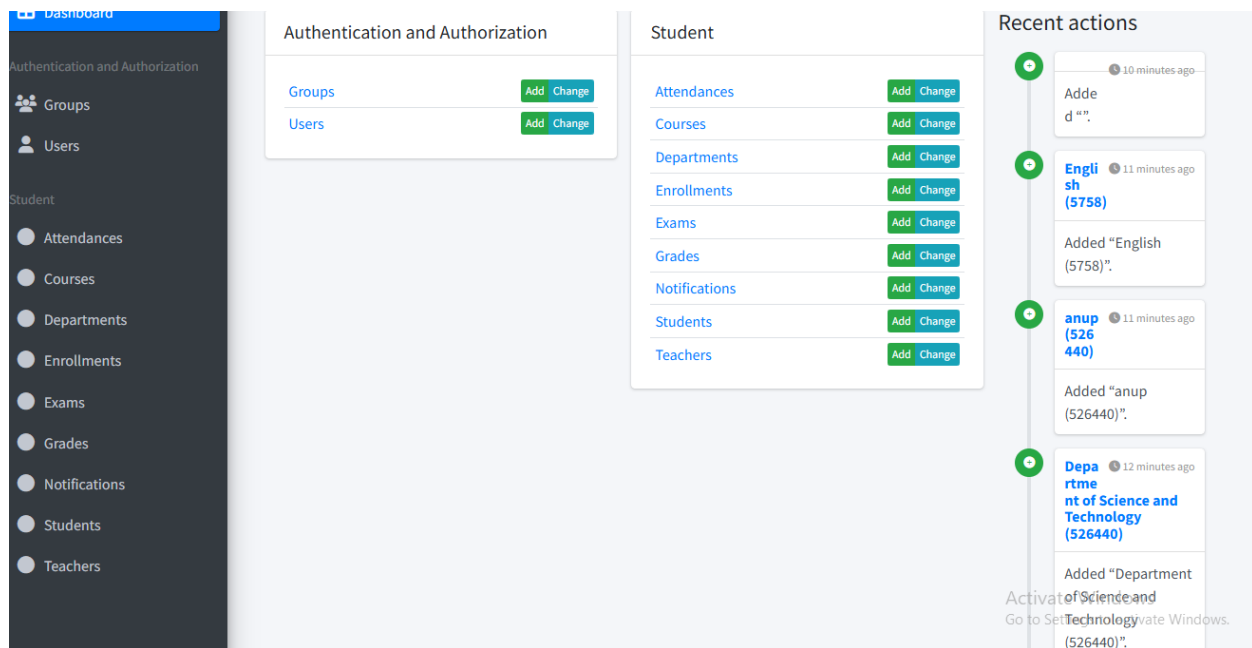 Dashboard
Authentication and Authorization
Groups
Users
Student
Attendances
Courses
Departments
Enrollments
Exams
Grades
Notifications
Students
Teachers
Authentication and Authorization
Groups Add Change
Users Add Change
Student
Attendances Add Change
Courses Add Change
Departments Add Change
Enrollments Add Change
Exams Add Change
Grades Add Change
Notifications Add Change
Students Add Change
Teachers Add Change
Recent actions
10 minutes ago
Adde
d “”.
Engli 11 minutes ago
sh
(5758)
Added “English
(5758)”.
anup 11 minutes ago
(526
440)
Added “anup
(526440)”.
Depa 12 minutes ago
rtme
nt of Science and
Technology
(526440)
Added “Department
of Science and
Technology
(526440)”.
Activate Windows
Go to Settings to activate Windows.